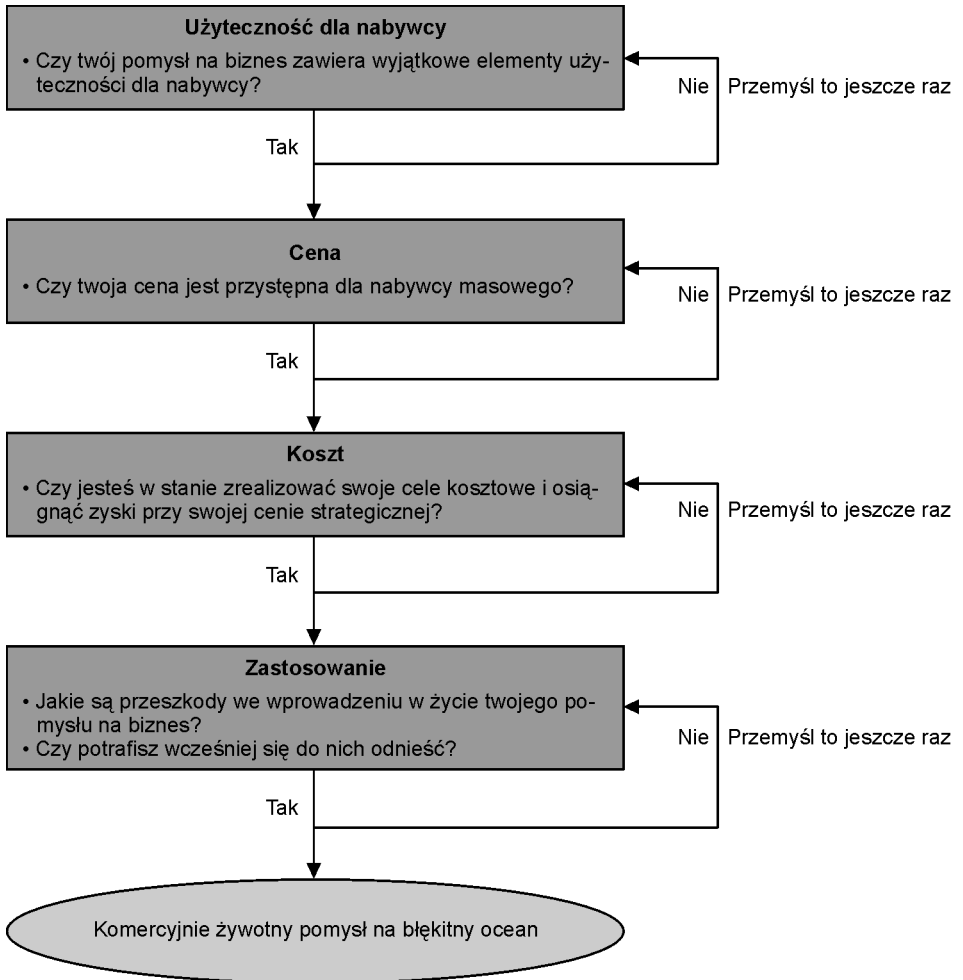 Użyteczność dla nabywcy
• Czy twój pomysł na biznes zawiera wyjątkowe elementy uży-
teczności dla nabywcy?
Nie
Przemyśl to jeszcze raz
Tak
Cena
• Czy twoja cena jest przystępna dla nabywcy masowego?
Nie
Przemyśl to jeszcze raz
Tak
Koszt
• Czy jesteś w stanie zrealizować swoje cele kosztowe i osią-
gnąć zyski przy swojej cenie strategicznej?
Nie
Przemyśl to jeszcze raz
Tak
Zastosowanie
• Jakie są przeszkody we wprowadzeniu w życie twojego po-
mysłu na biznes?
• Czy potrafisz wcześniej się do nich odnieść?
Nie
Przemyśl to jeszcze raz
Tak
Komercyjnie żywotny pomysł na błękitny ocean